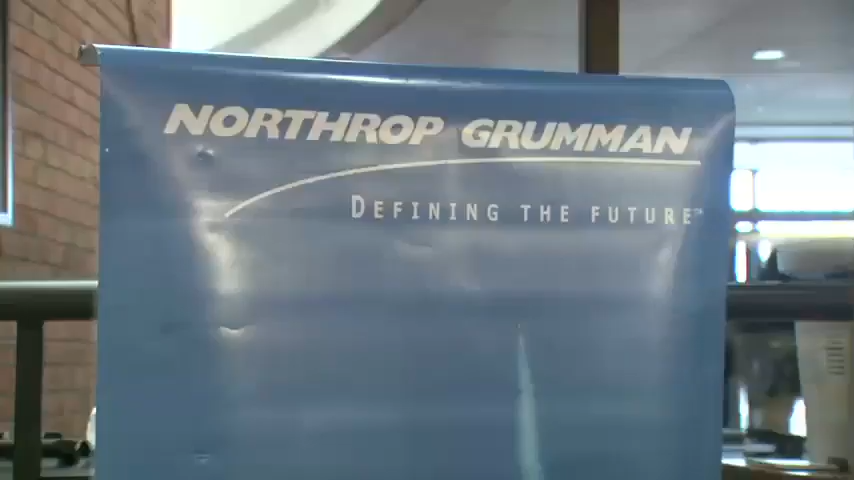 NORTHROP GRUMMAN
DEFINING THE FUTURE™